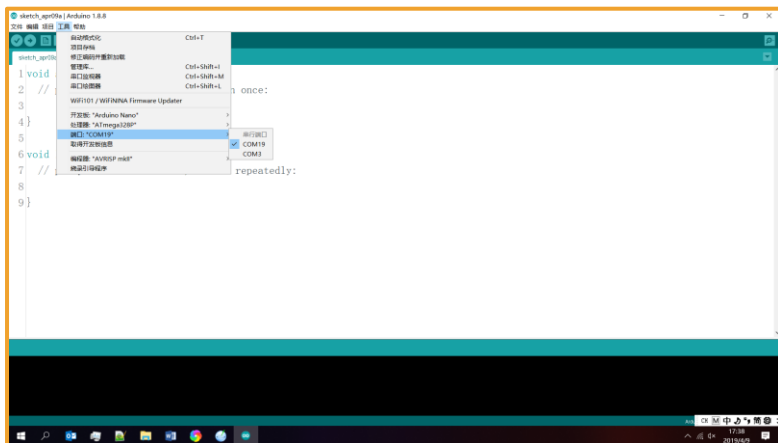 sketch_apr09a | Arduino 1.8.8
文件 编辑 项目 工具 帮助
自动格式化 Ctrl+T
项目存档
修正编码并重新加载
管理库... Ctrl+Shift+I
串口监视器 Ctrl+Shift+M
串口绘图器 Ctrl+Shift+L
WiFi101 / WiFiNINA Firmware Updater
开发板: "Arduino Nano"
处理器: "ATmega328P"
端口: "COM19"
取得开发板信息
编程器: "AVRISP mkII"
烧录引导程序
串行端口
COM19
COM3
sketch_apr09a
1 void
2 // n once:
3
4 }
5
6 void
7 // repeatedly:
8
9 }
CK M 中 简
17:38
2019/4/9